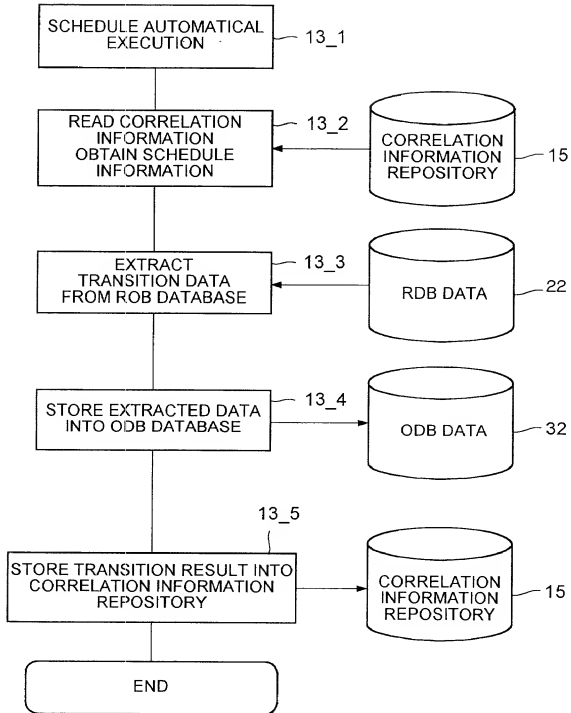 SCHEDULE AUTOMATICAL
EXECUTION
13_1
READ CORRELATION
INFORMATION
OBTAIN SCHEDULE
INFORMATION
13_2
CORRELATION
INFORMATION
REPOSITORY
15
EXTRACT
TRANSITION DATA
FROM ROB DATABASE
13_3
RDB DATA
22
STORE EXTRACTED DATA
INTO ODB DATABASE
13_4
ODB DATA
32
13_5
STORE TRANSITION RESULT INTO
CORRELATION INFORMATION
REPOSITORY
CORRELATION
INFORMATION
REPOSITORY
15
END